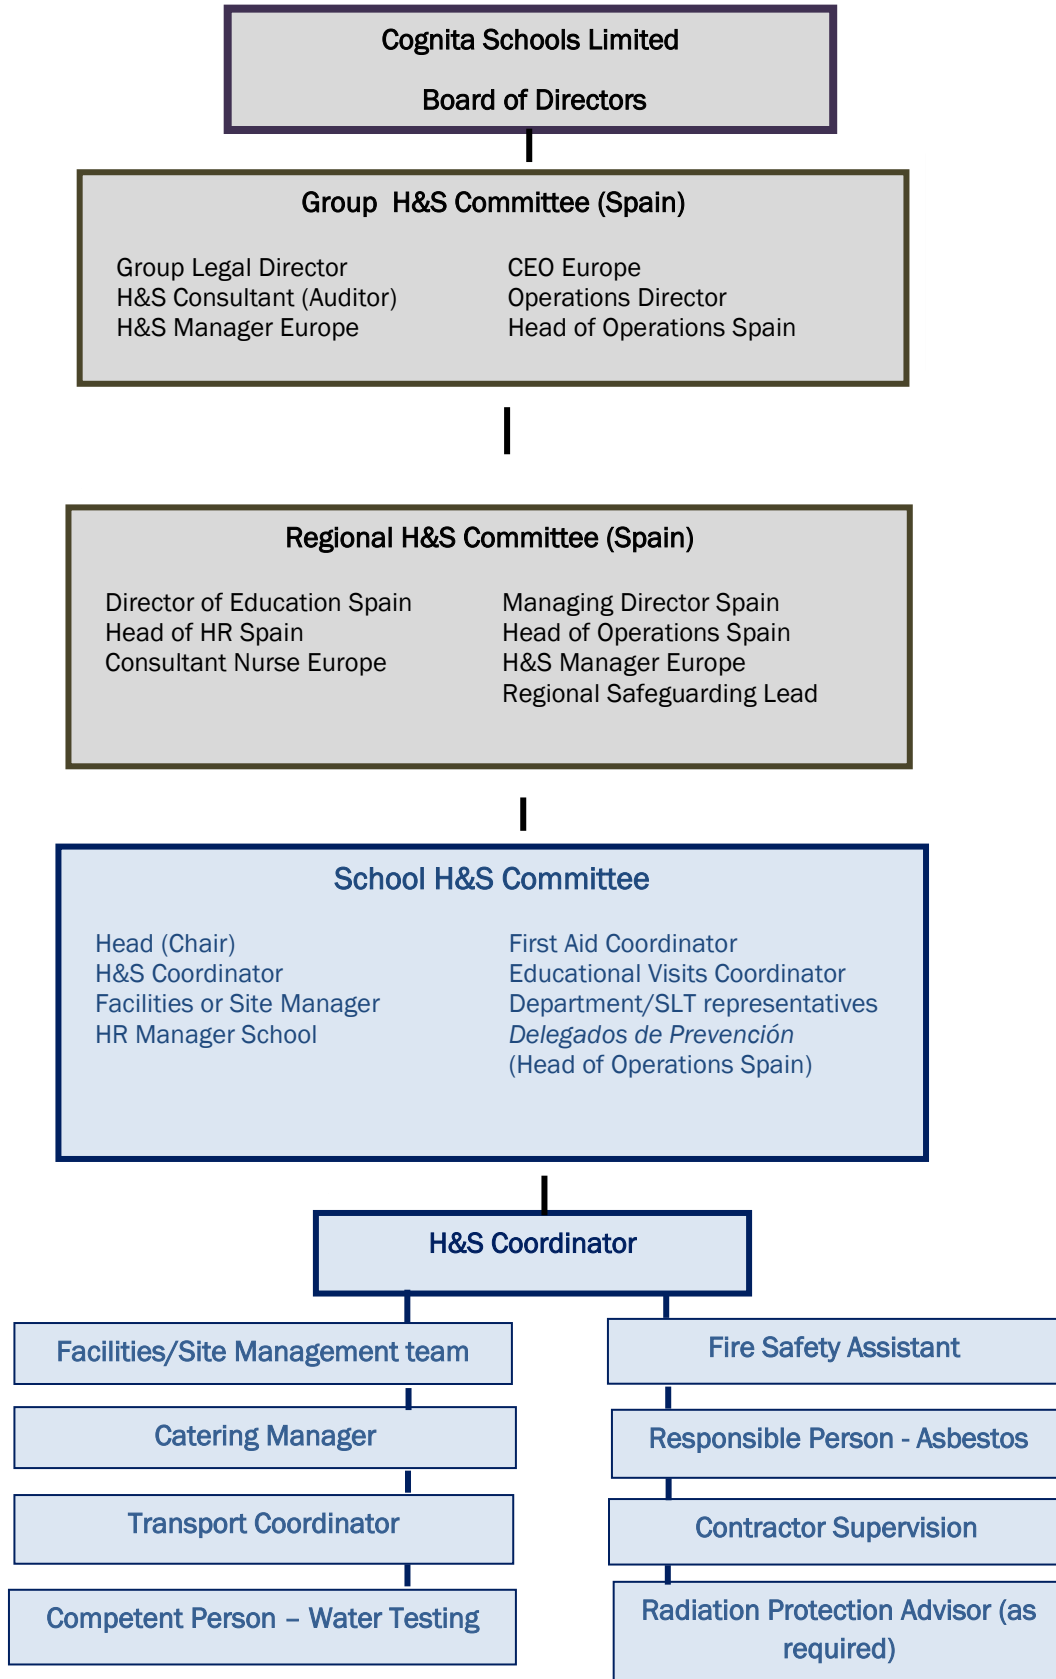 Cognita Schools Limited
Board of Directors
Group H&S Committee (Spain)
Group Legal Director
H&S Consultant (Auditor)
H&S Manager Europe
CEO Europe
Operations Director
Head of Operations Spain
Regional H&S Committee (Spain)
Director of Education Spain
Head of HR Spain
Consultant Nurse Europe
Managing Director Spain
Head of Operations Spain
H&S Manager Europe
Regional Safeguarding Lead
School H&S Committee
Head (Chair)
H&S Coordinator
Facilities or Site Manager
HR Manager School
First Aid Coordinator
Educational Visits Coordinator
Department/SLT representatives
Delegados de Prevención
(Head of Operations Spain)
H&S Coordinator
Facilities/Site Management team
Catering Manager
Transport Coordinator
Competent Person – Water Testing
Fire Safety Assistant
Responsible Person - Asbestos
Contractor Supervision
Radiation Protection Advisor (as
required)